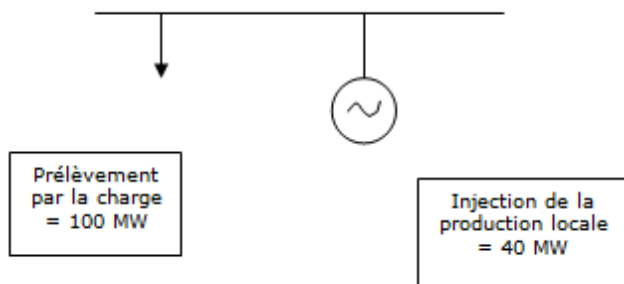 Prélèvement
par la charge
= 100 MW
Injection de la
production locale
= 40 MW